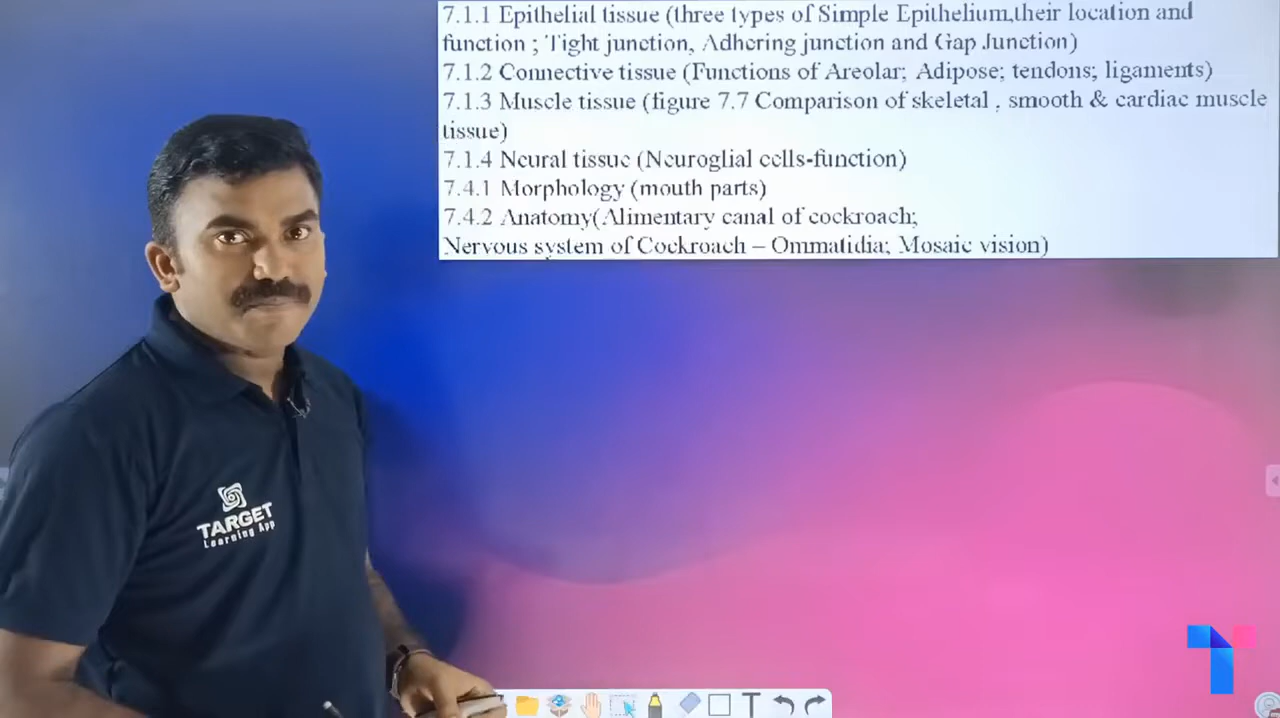 7.1.1 Epithelial tissue (three types of Simple Epithelium,their location and
function ; Tight junction, Adhering junction and Gap Junction)
7.1.2 Connective tissue (Functions of Areolar; Adipose; tendons; ligaments)
7.1.3 Muscle tissue (figure 7.7 Comparison of skeletal , smooth & cardiac muscle
tissue)
7.1.4 Neural tissue (Neuroglial cells-function)
7.4.1 Morphology (mouth parts)
7.4.2 Anatomy(Alimentary canal of cockroach;
Nervous system of Cockroach – Ommatidia; Mosaic vision)
TARGET
Learning App